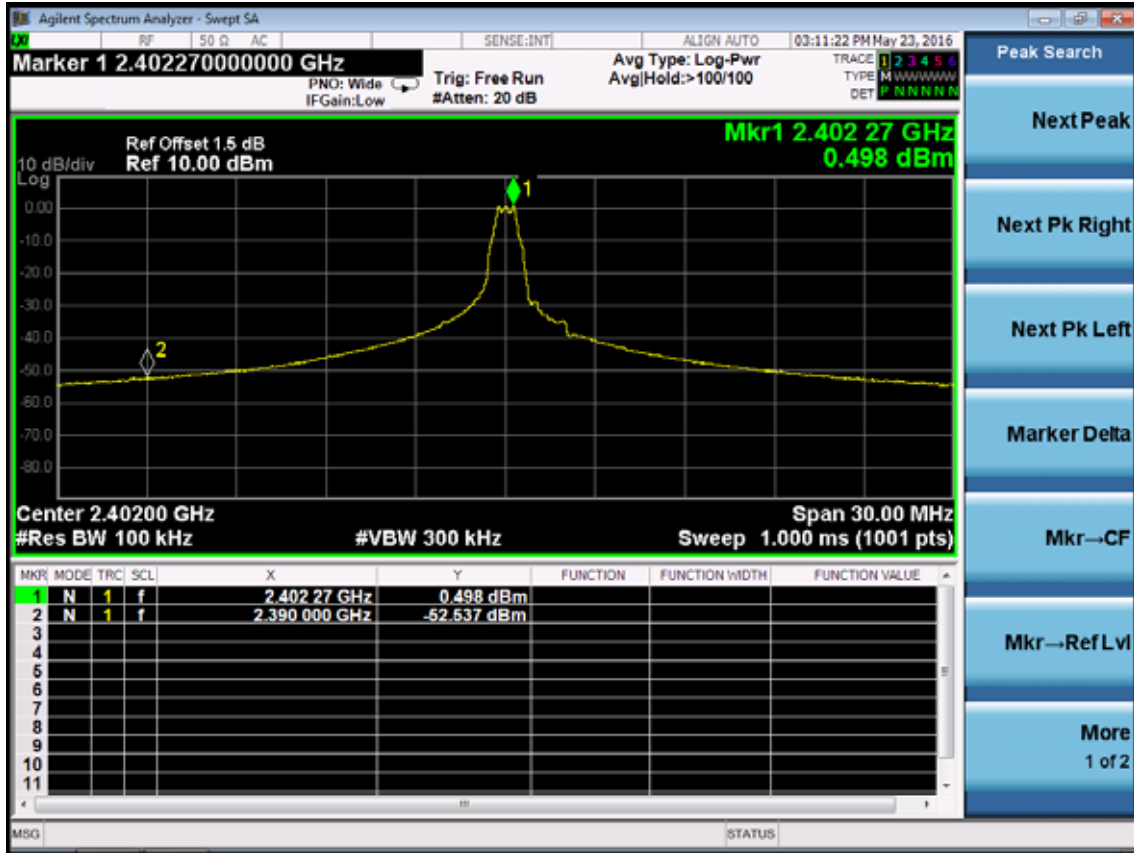 Agilent Spectrum Analyzer - Swept SA
LXI RF 50 Ω AC SENSE:INT ALIGN AUTO 03:11:22 PM May 23, 2016
Marker 1 2.402270000000 GHz
PNO: Wide
IFGain:Low
Trig: Free Run
#Atten: 20 dB
Avg Type: Log-Pwr
Avg|Hold:>100/100
TRACE 1 2 3 4 5 6
TYPE M WWWWW
DET P N N N N N
Peak Search
Next Peak
Next Pk Right
Next Pk Left
Marker Delta
Mkr→CF
Mkr→Ref Lvl
More
1 of 2
Mkr1 2.402 27 GHz
0.498 dBm
Ref Offset 1.5 dB
10 dB/div Ref 10.00 dBm
Log
1
0.00
-10.0
-20.0
-30.0
-40.0
2
-50.0
-60.0
-70.0
-80.0
Center 2.40200 GHz Span 30.00 MHz
#Res BW 100 kHz #VBW 300 kHz Sweep 1.000 ms (1001 pts)
MKR MODE TRC SCL X Y FUNCTION FUNCTION WIDTH FUNCTION VALUE
1 N 1 f 2.402 27 GHz 0.498 dBm
2 N 1 f 2.390 000 GHz -52.537 dBm
3
4
5
6
7
8
9
10
11
MSG STATUS